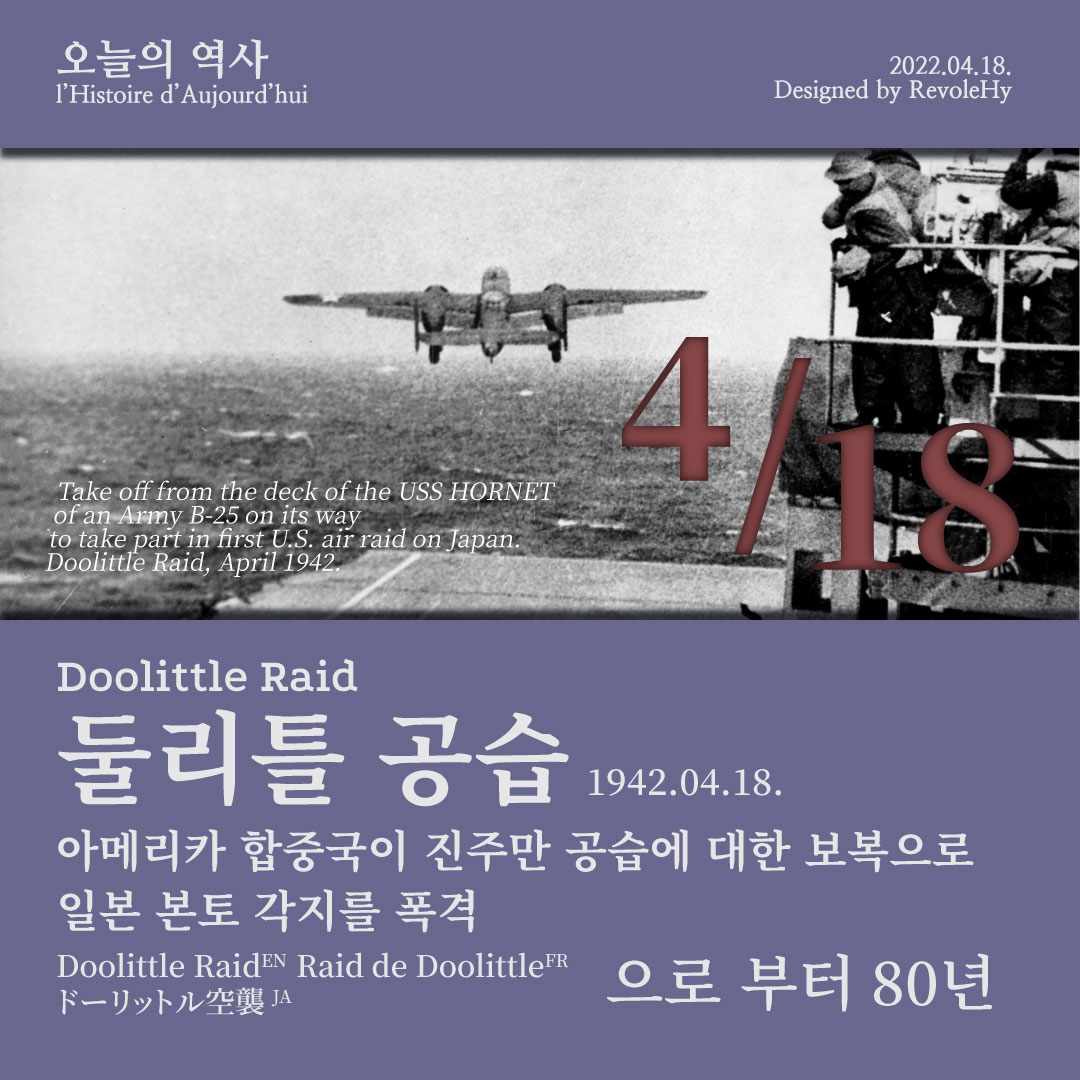 오늘의 역사
l'Histoire d'Aujourd'hui
2022.04.18.
Designed by RevoleHy
4/18
Take off from the deck of the USS HORNET
of an Army B-25 on its way
to take part in first U.S. air raid on Japan.
Doolittle Raid, April 1942.
Doolittle Raid
둘리틀 공습 1942.04.18.
아메리카 합중국이 진주만 공습에 대한 보복으로
일본 본토 각지를 폭격
Doolittle Raidᴱᴺ Raid de Doolittleᶠᴿ
ドーリットル空襲 ᴶᴬ
으로 부터 80년